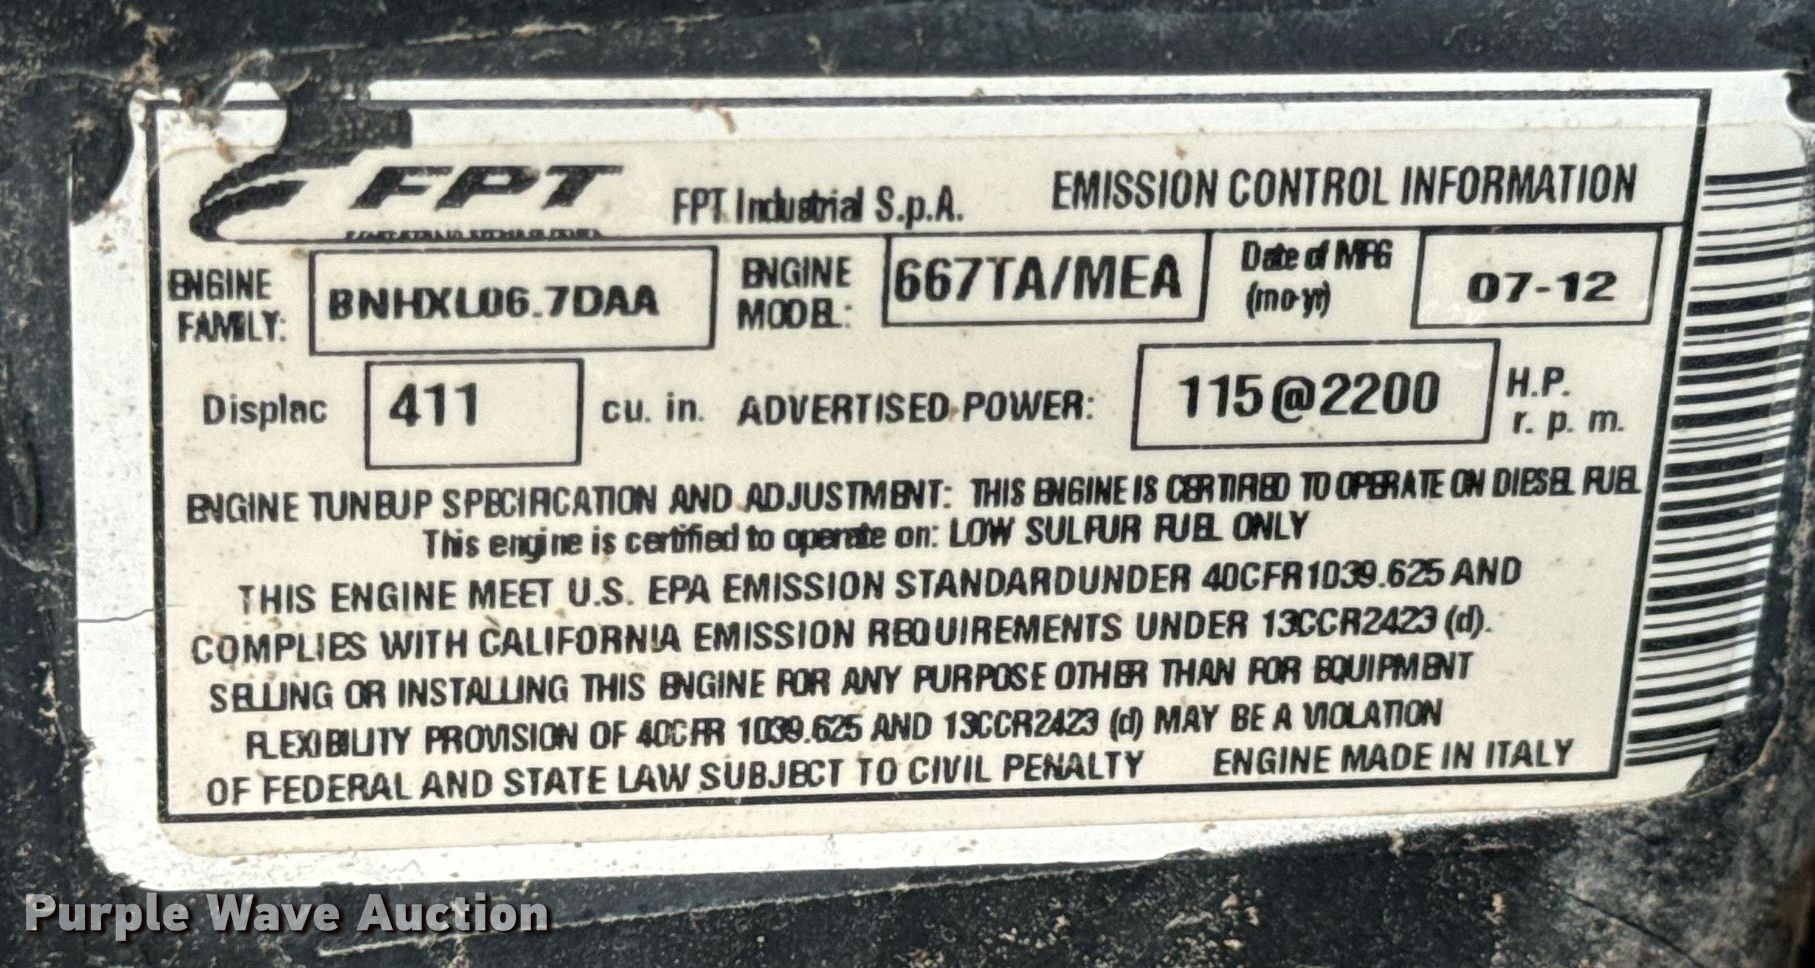 FPT FPT Industrial S.p.A. EMISSION CONTROL INFORMATION
ENGINE FAMILY: BNHXL06.7DAA ENGINE MODEL: 667TA/MEA Date of MFG (mo-yr) 07-12
Displac 411 cu. in. ADVERTISED POWER: 115@2200 H.P. r. p. m.
ENGINE TUNEUP SPECIFICATION AND ADJUSTMENT: THIS ENGINE IS CERTIFIED TO OPERATE ON DIESEL FUEL
This engine is certified to operate on: LOW SULFUR FUEL ONLY
THIS ENGINE MEET U.S. EPA EMISSION STANDARDUNDER 40CFR1039.625 AND
COMPLIES WITH CALIFORNIA EMISSION REQUIREMENTS UNDER 13CCR2423 (d).
SELLING OR INSTALLING THIS ENGINE FOR ANY PURPOSE OTHER THAN FOR EQUIPMENT
FLEXIBILITY PROVISION OF 40CFR 1039.625 AND 13CCR2423 (d) MAY BE A VIOLATION
OF FEDERAL AND STATE LAW SUBJECT TO CIVIL PENALTY ENGINE MADE IN ITALY
Purple Wave Auction